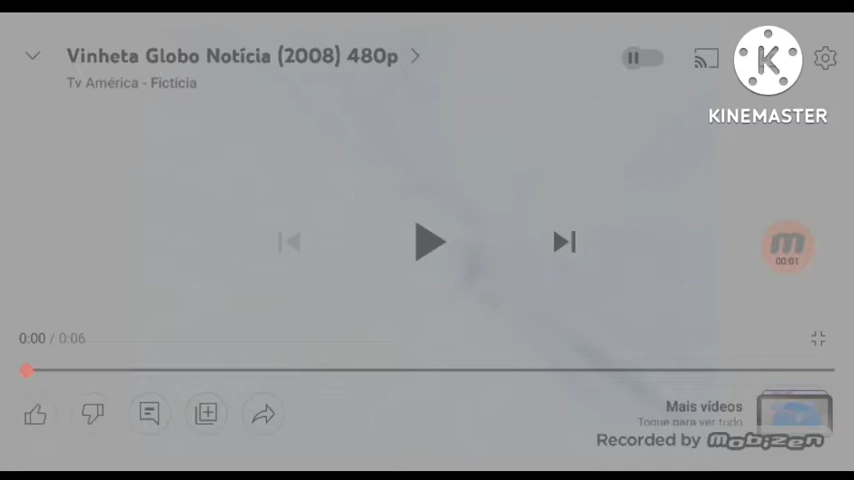 Vinheta Globo Notícia (2008) 480p
Tv América - Fictícia
K
KINEMASTER
m
00:01
0:00 / 0:06
Mais vídeos
Toque para ver tudo
Recorded by Mobizen